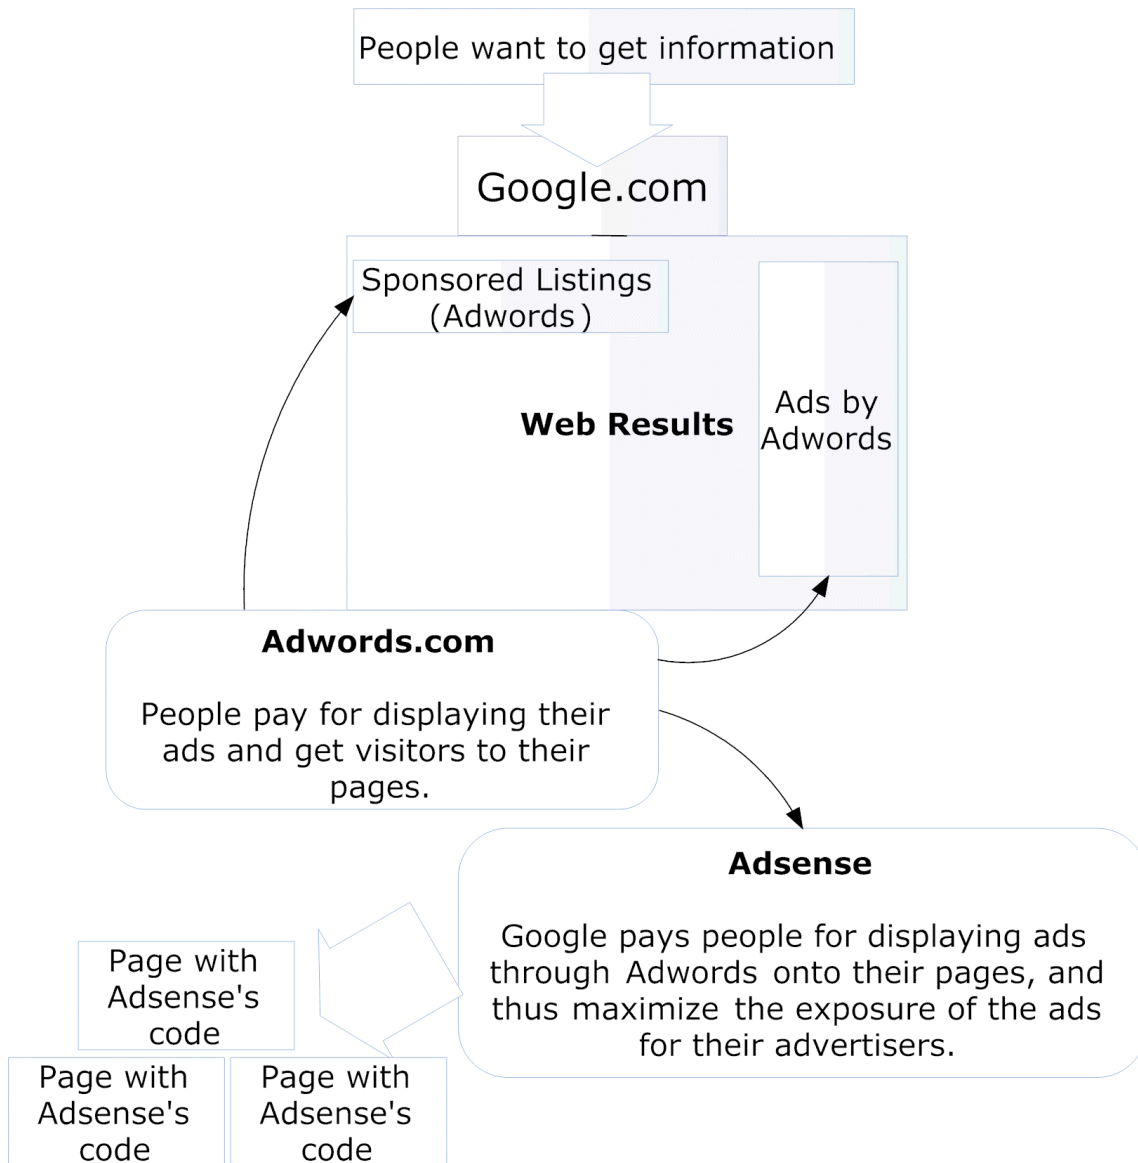 People want to get information
Google.com
Sponsored Listings
(Adwords)
Web Results
Ads by
Adwords
Adwords.com
People pay for displaying their
ads and get visitors to their
pages.
Adsense
Google pays people for displaying ads
through Adwords onto their pages, and
thus maximize the exposure of the ads
for their advertisers.
Page with
Adsense's
code
Page with
Adsense's
code
Page with
Adsense's
code